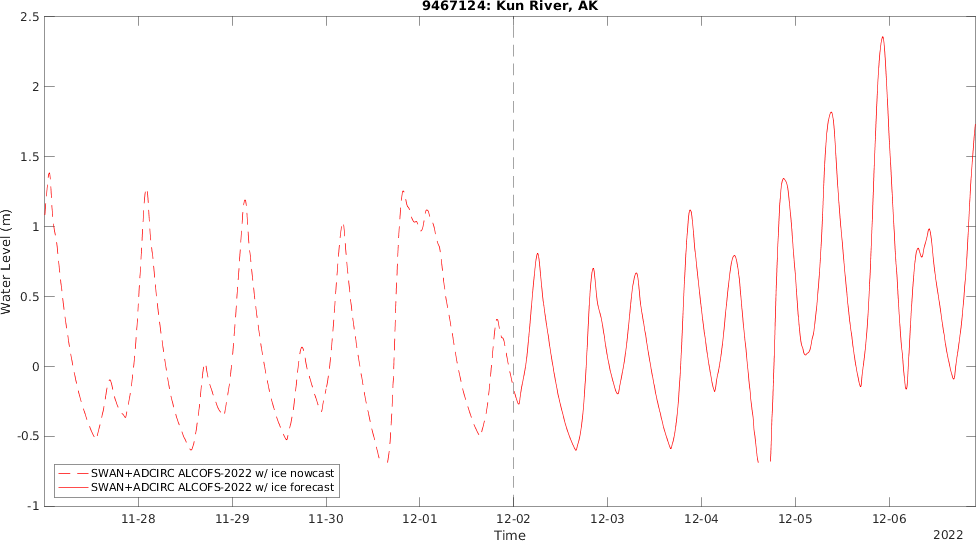 9467124: Kun River, AK
2.5
2
1.5
1
0.5
0
-0.5
-1
Water Level (m)
SWAN+ADCIRC ALCOFS-2022 w/ ice nowcast
SWAN+ADCIRC ALCOFS-2022 w/ ice forecast
11-28 11-29 11-30 12-01 12-02 12-03 12-04 12-05 12-06
Time
2022